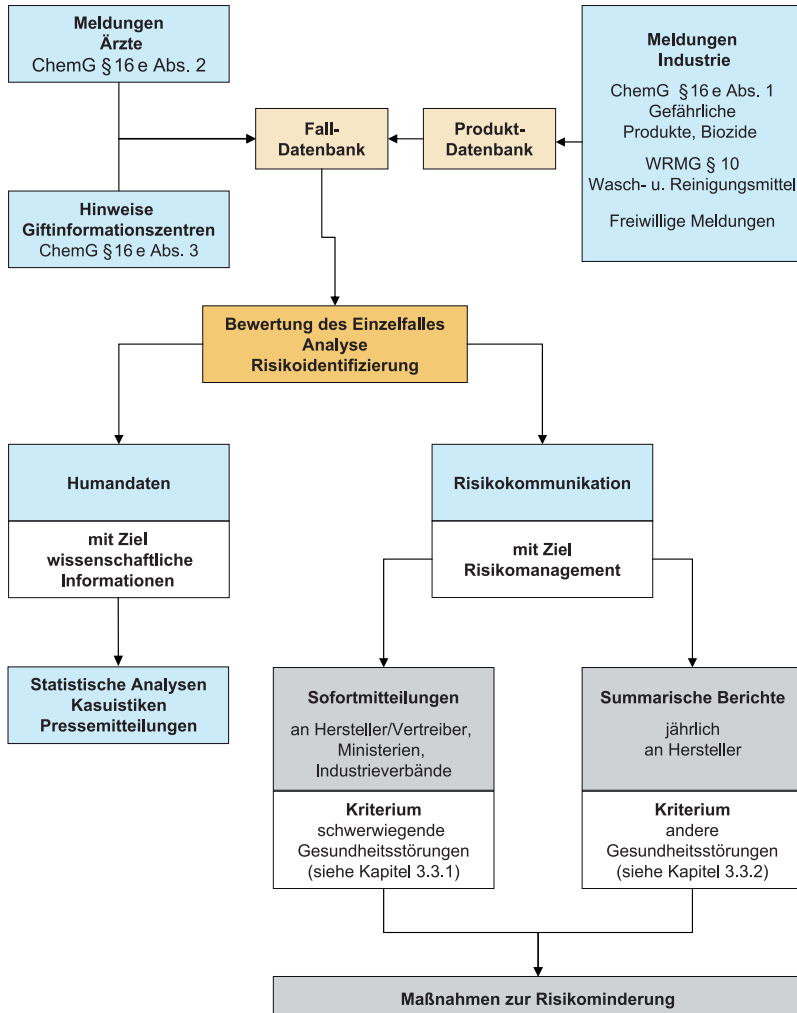 Meldungen
Ärzte
ChemG § 16 e Abs. 2
Meldungen
Industrie
ChemG § 16 e Abs. 1
Gefährliche
Produkte, Biozide
WRMG § 10
Wasch- u. Reinigungsmittel
Freiwillige Meldungen
Fall-
Datenbank
Produkt-
Datenbank
Hinweise
Giftinformationszentren
ChemG § 16 e Abs. 3
Bewertung des Einzelfalles
Analyse
Risikoidentifizierung
Humandaten
mit Ziel
wissenschaftliche
Informationen
Risikokommunikation
mit Ziel
Risikomanagement
Statistische Analysen
Kasuistiken
Pressemitteilungen
Sofortmitteilungen
an Hersteller/Vertreiber,
Ministerien,
Industrieverbände
Kriterium
schwerwiegende
Gesundheitsstörungen
(siehe Kapitel 3.3.1)
Summarische Berichte
jährlich
an Hersteller
Kriterium
andere
Gesundheitsstörungen
(siehe Kapitel 3.3.2)
Maßnahmen zur Risikominderung